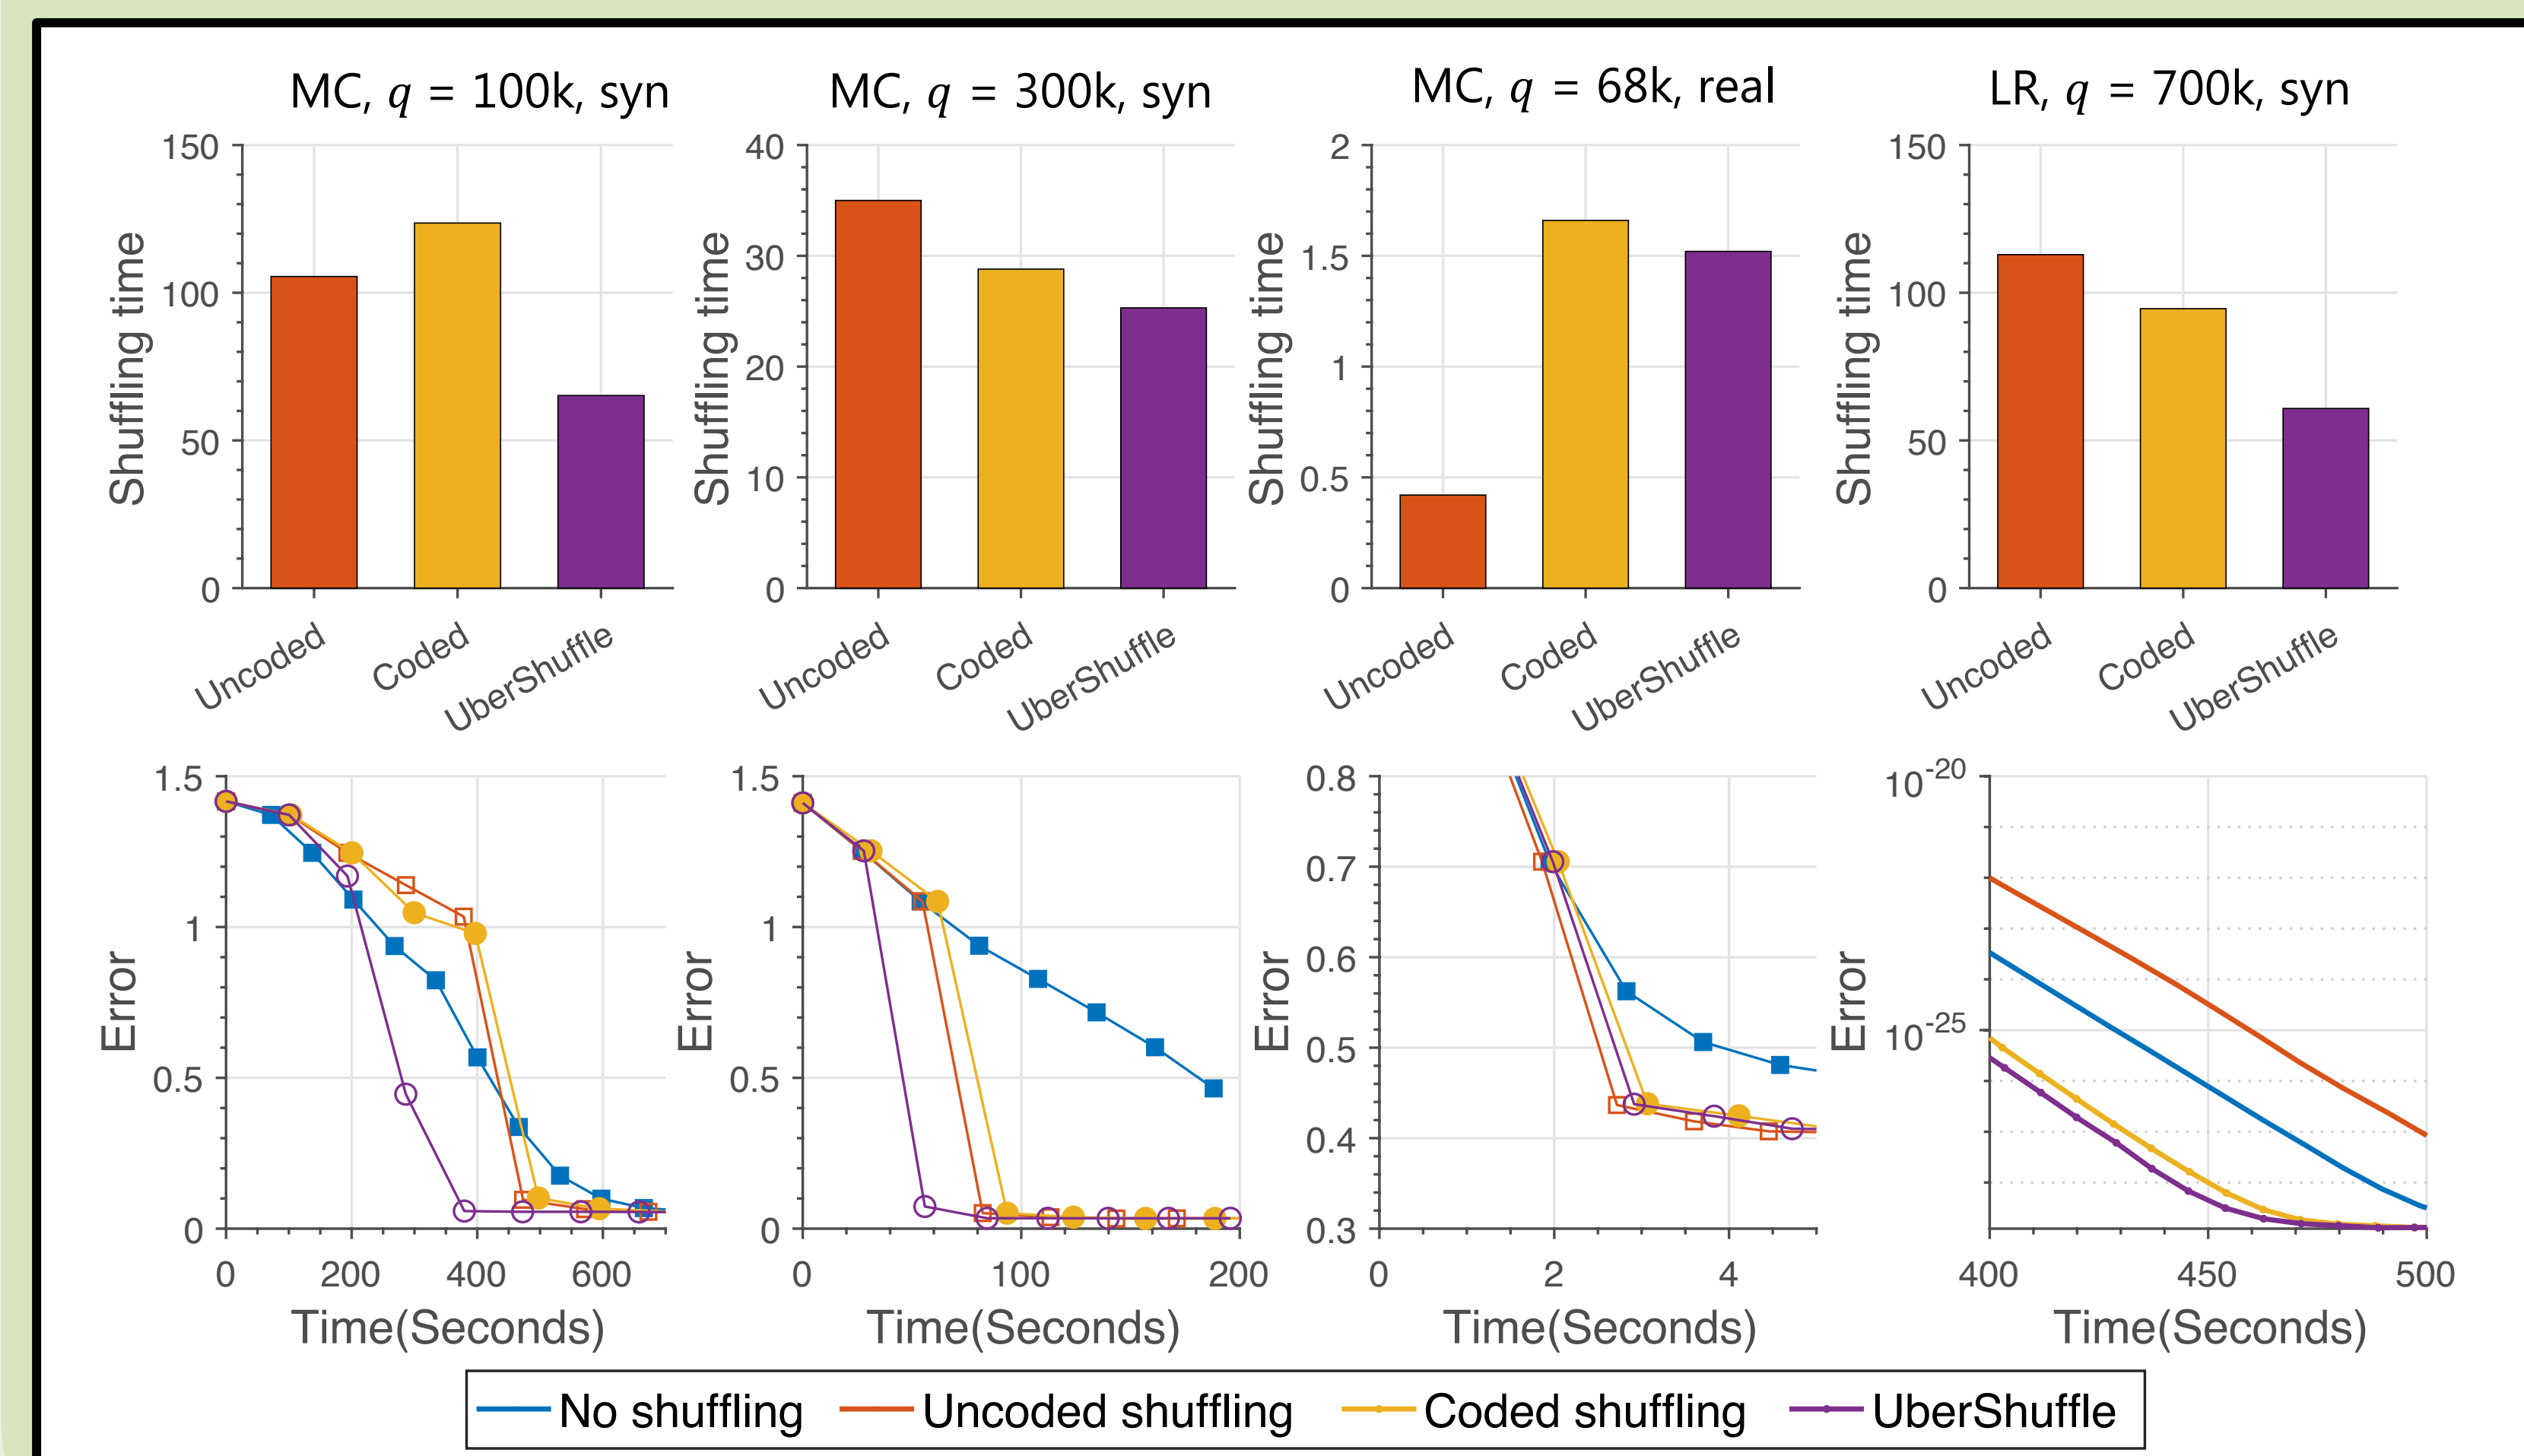 MC, q = 100k, syn
MC, q = 300k, syn
MC, q = 68k, real
LR, q = 700k, syn
Shuffling time
150
100
50
0
Uncoded
Coded
UberShuffle
Shuffling time
40
30
20
10
0
Uncoded
Coded
UberShuffle
Shuffling time
2
1.5
1
0.5
0
Uncoded
Coded
UberShuffle
Shuffling time
150
100
50
0
Uncoded
Coded
UberShuffle
Error
1.5
1
0.5
0
0 200 400 600
Time(Seconds)
Error
1.5
1
0.5
0
0 100 200
Time(Seconds)
Error
0.8
0.7
0.6
0.5
0.4
0.3
0 2 4
Time(Seconds)
Error
10^-20
10^-25
400 450 500
Time(Seconds)
No shuffling Uncoded shuffling Coded shuffling UberShuffle